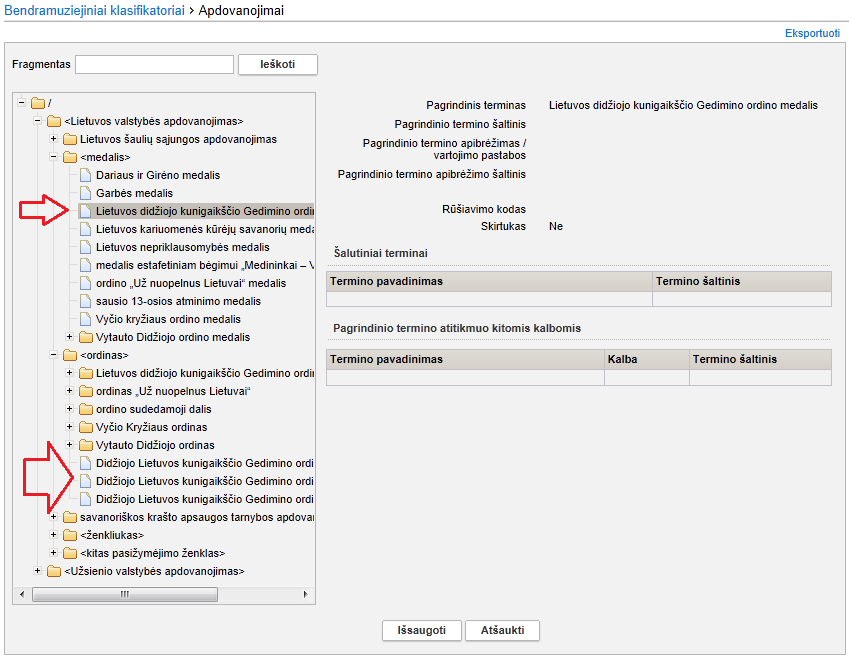 Bendramuziejiniai klasifikatoriai > Apdovanojimai
Eksportuoti
Fragmentas
Ieškoti
/
<Lietuvos valstybės apdovanojimas>
Lietuvos šaulių sąjungos apdovanojimas
<medalis>
Dariaus ir Girėno medalis
Garbės medalis
Lietuvos didžiojo kunigaikščio Gedimino ordi
Lietuvos kariuomenės kūrėjų savanorių meda
Lietuvos nepriklausomybės medalis
medalis estafetiniam bėgimui „Medininkai – V
ordino „Už nuopelnus Lietuvai“ medalis
sausio 13-osios atminimo medalis
Vyčio kryžiaus ordino medalis
Vytauto Didžiojo ordino medalis
<ordinas>
Lietuvos didžiojo kunigaikščio Gedimino ordi
ordinas „Už nuopelnus Lietuvai“
ordino sudedamoji dalis
Vyčio Kryžiaus ordinas
Vytauto Didžiojo ordinas
Didžiojo Lietuvos kunigaikščio Gedimino ordi
Didžiojo Lietuvos kunigaikščio Gedimino ordi
Didžiojo Lietuvos kunigaikščio Gedimino ordi
savanoriškos krašto apsaugos tarnybos apdova
<ženkliukas>
<kitas pasižymėjimo ženklas>
<Užsienio valstybės apdovanojimas>
Pagrindinis terminas Lietuvos didžiojo kunigaikščio Gedimino ordino medalis
Pagrindinio termino šaltinis
Pagrindinio termino apibrėžimas /
vartojimo pastabos
Pagrindinio termino apibrėžimo šaltinis
Rūšiavimo kodas
Skirtukas Ne
Šalutiniai terminai
Termino pavadinimas Termino šaltinis
Pagrindinio termino atitikmuo kitomis kalbomis
Termino pavadinimas Kalba Termino šaltinis
Išsaugoti Atšaukti